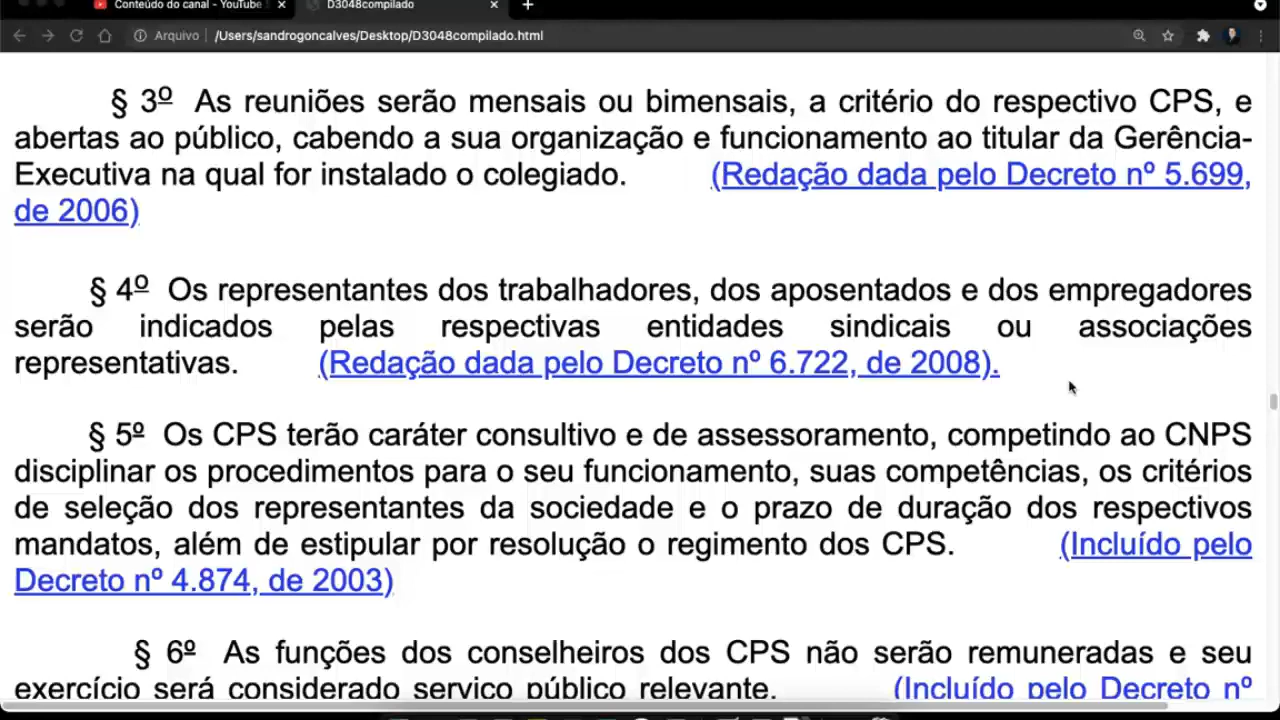 Conteúdo do canal - YouTube
D3048compilado
Arquivo
/Users/sandrogoncalves/Desktop/D3048compilado.html
§ 3º As reuniões serão mensais ou bimensais, a critério do respectivo CPS, e
abertas ao público, cabendo a sua organização e funcionamento ao titular da Gerência-
Executiva na qual for instalado o colegiado. (Redação dada pelo Decreto nº 5.699,
de 2006)
§ 4º Os representantes dos trabalhadores, dos aposentados e dos empregadores
serão indicados pelas respectivas entidades sindicais ou associações
representativas. (Redação dada pelo Decreto nº 6.722, de 2008).
§ 5º Os CPS terão caráter consultivo e de assessoramento, competindo ao CNPS
disciplinar os procedimentos para o seu funcionamento, suas competências, os critérios
de seleção dos representantes da sociedade e o prazo de duração dos respectivos
mandatos, além de estipular por resolução o regimento dos CPS. (Incluído pelo
Decreto nº 4.874, de 2003)
§ 6º As funções dos conselheiros dos CPS não serão remuneradas e seu
exercício será considerado serviço público relevante. (Incluído pelo Decreto nº